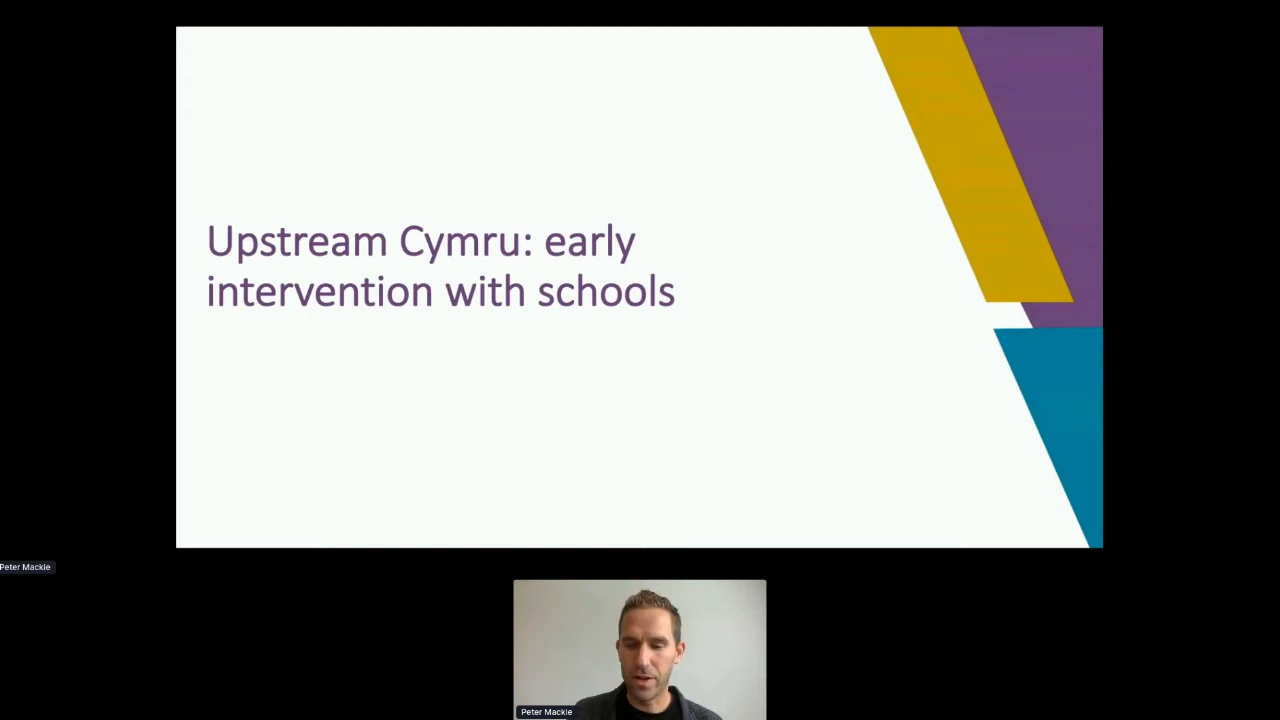 Upstream Cymru: early
intervention with schools
Peter Mackie
Peter Mackie